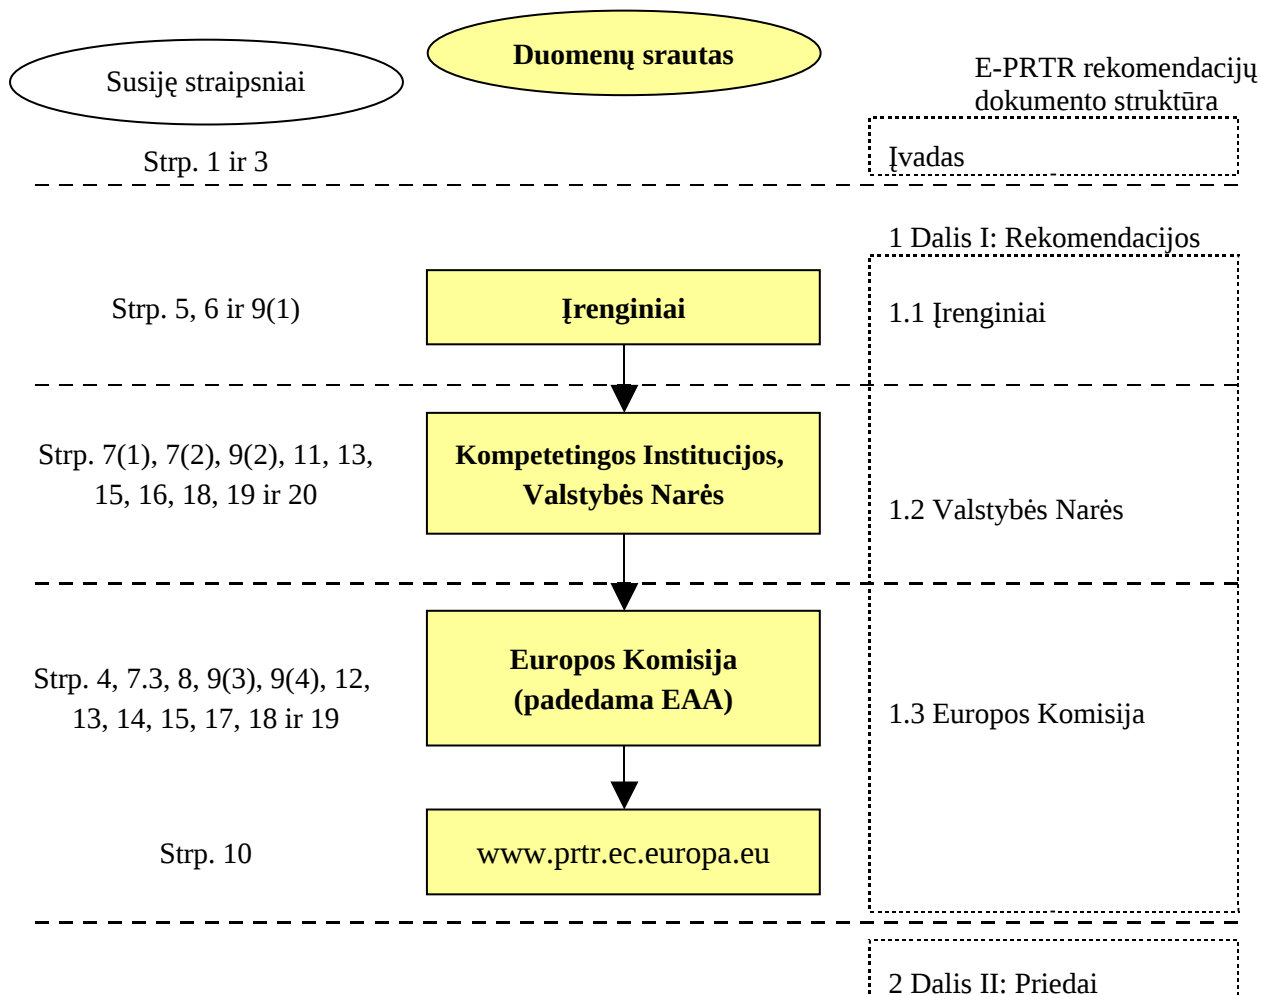 Duomenų srautas
Susiję straipsniai
E-PRTR rekomendacijų
dokumento struktūra
Strp. 1 ir 3
Įvadas
1 Dalis I: Rekomendacijos
Strp. 5, 6 ir 9(1)
Įrenginiai
1.1 Įrenginiai
Strp. 7(1), 7(2), 9(2), 11, 13,
15, 16, 18, 19 ir 20
Kompetetingos Institucijos,
Valstybės Narės
1.2 Valstybės Narės
Strp. 4, 7.3, 8, 9(3), 9(4), 12,
13, 14, 15, 17, 18 ir 19
Europos Komisija
(padedama EAA)
1.3 Europos Komisija
Strp. 10
www.prtr.ec.europa.eu
2 Dalis II: Priedai